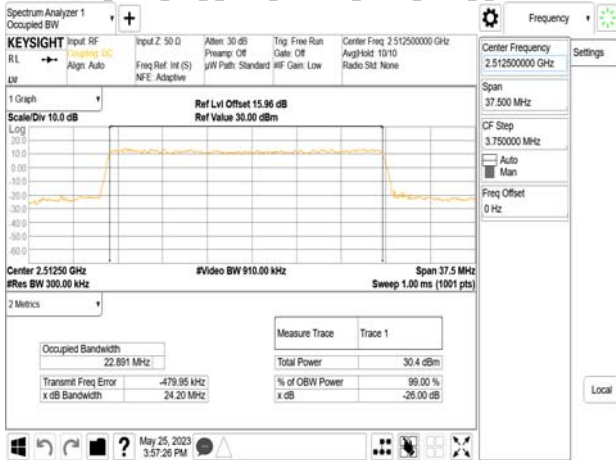 Spectrum Analyzer 1
Occupied BW
Frequency
KEYSIGHT
Input: RF
Coupling: DC
Align: Auto
Input Z: 50 Ω
Freq Ref: Int (S)
NFE: Adaptive
Atten: 30 dB
Preamp: Off
µW Path: Standard
Trig: Free Run
Gate: Off
#IF Gain: Low
Center Freq: 2.512500000 GHz
Avg|Hold: 10/10
Radio Std: None
RL
Center Frequency
2.512500000 GHz
Settings
Span
37.500 MHz
CF Step
3.750000 MHz
Auto
Man
Freq Offset
0 Hz
Local
1 Graph
Scale/Div 10.0 dB
Ref Lvl Offset 15.96 dB
Ref Value 30.00 dBm
Log
20.0
10.0
0.00
-10.0
-20.0
-30.0
-40.0
-50.0
-60.0
Center 2.51250 GHz
#Video BW 910.00 kHz
Span 37.5 MHz
#Res BW 300.00 kHz
Sweep 1.00 ms (1001 pts)
2 Metrics
Measure Trace Trace 1
Occupied Bandwidth
22.891 MHz
Total Power 30.4 dBm
Transmit Freq Error -479.95 kHz
% of OBW Power 99.00 %
x dB Bandwidth 24.20 MHz
x dB -26.00 dB
May 25, 2023
3:57:26 PM